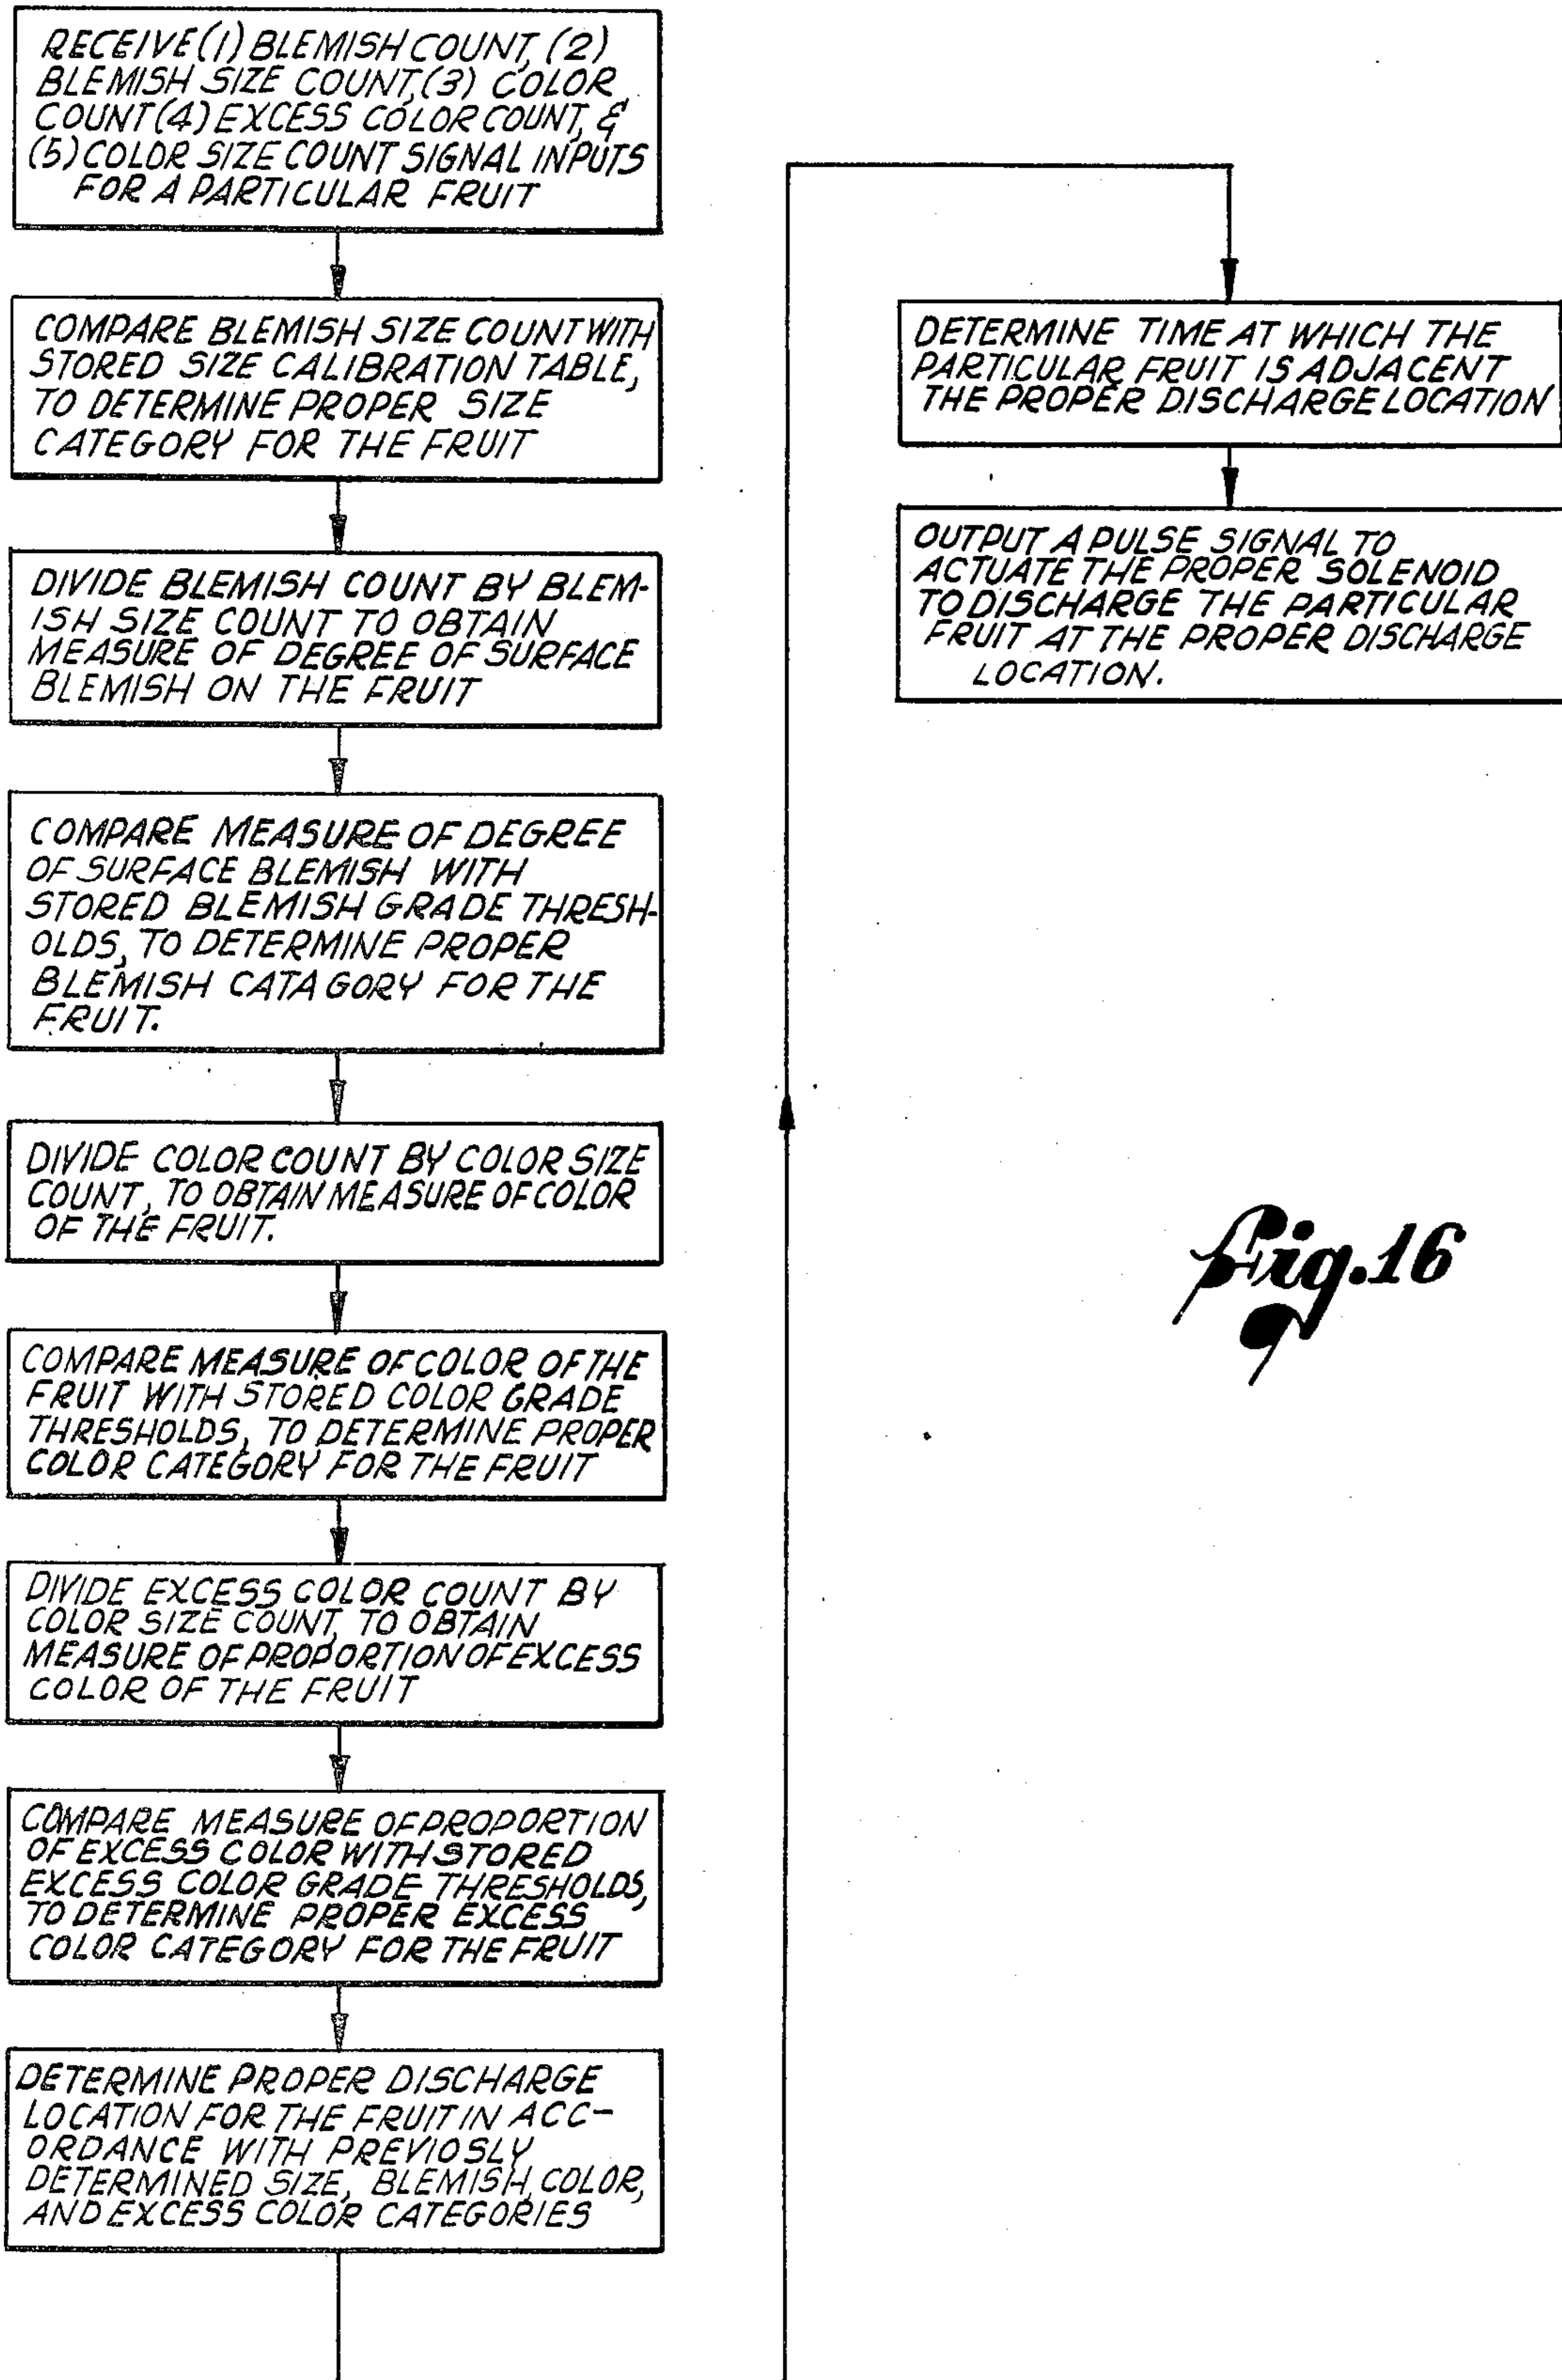 RECEIVE (1) BLEMISH COUNT, (2)
BLEMISH SIZE COUNT, (3) COLOR
COUNT (4) EXCESS COLOR COUNT, &
(5) COLOR SIZE COUNT SIGNAL INPUTS
FOR A PARTICULAR FRUIT
COMPARE BLEMISH SIZE COUNT WITH
STORED SIZE CALIBRATION TABLE,
TO DETERMINE PROPER SIZE
CATEGORY FOR THE FRUIT
DIVIDE BLEMISH COUNT BY BLEM-
ISH SIZE COUNT TO OBTAIN
MEASURE OF DEGREE OF SURFACE
BLEMISH ON THE FRUIT
COMPARE MEASURE OF DEGREE
OF SURFACE BLEMISH WITH
STORED BLEMISH GRADE THRESH-
OLDS, TO DETERMINE PROPER
BLEMISH CATAGORY FOR THE
FRUIT.
DIVIDE COLOR COUNT BY COLOR SIZE
COUNT, TO OBTAIN MEASURE OF COLOR
OF THE FRUIT.
COMPARE MEASURE OF COLOR OF THE
FRUIT WITH STORED COLOR GRADE
THRESHOLDS, TO DETERMINE PROPER
COLOR CATEGORY FOR THE FRUIT
DIVIDE EXCESS COLOR COUNT BY
COLOR SIZE COUNT, TO OBTAIN
MEASURE OF PROPORTION OF EXCESS
COLOR OF THE FRUIT
COMPARE MEASURE OF PROPORTION
OF EXCESS COLOR WITH STORED
EXCESS COLOR GRADE THRESHOLDS,
TO DETERMINE PROPER EXCESS
COLOR CATEGORY FOR THE FRUIT
DETERMINE PROPER DISCHARGE
LOCATION FOR THE FRUIT IN ACC-
ORDANCE WITH PREVIOSLY
DETERMINED SIZE, BLEMISH, COLOR,
AND EXCESS COLOR CATEGORIES
DETERMINE TIME AT WHICH THE
PARTICULAR FRUIT IS ADJACENT
THE PROPER DISCHARGE LOCATION
OUTPUT A PULSE SIGNAL TO
ACTUATE THE PROPER SOLENOID
TO DISCHARGE THE PARTICULAR
FRUIT AT THE PROPER DISCHARGE
LOCATION.
Fig.16